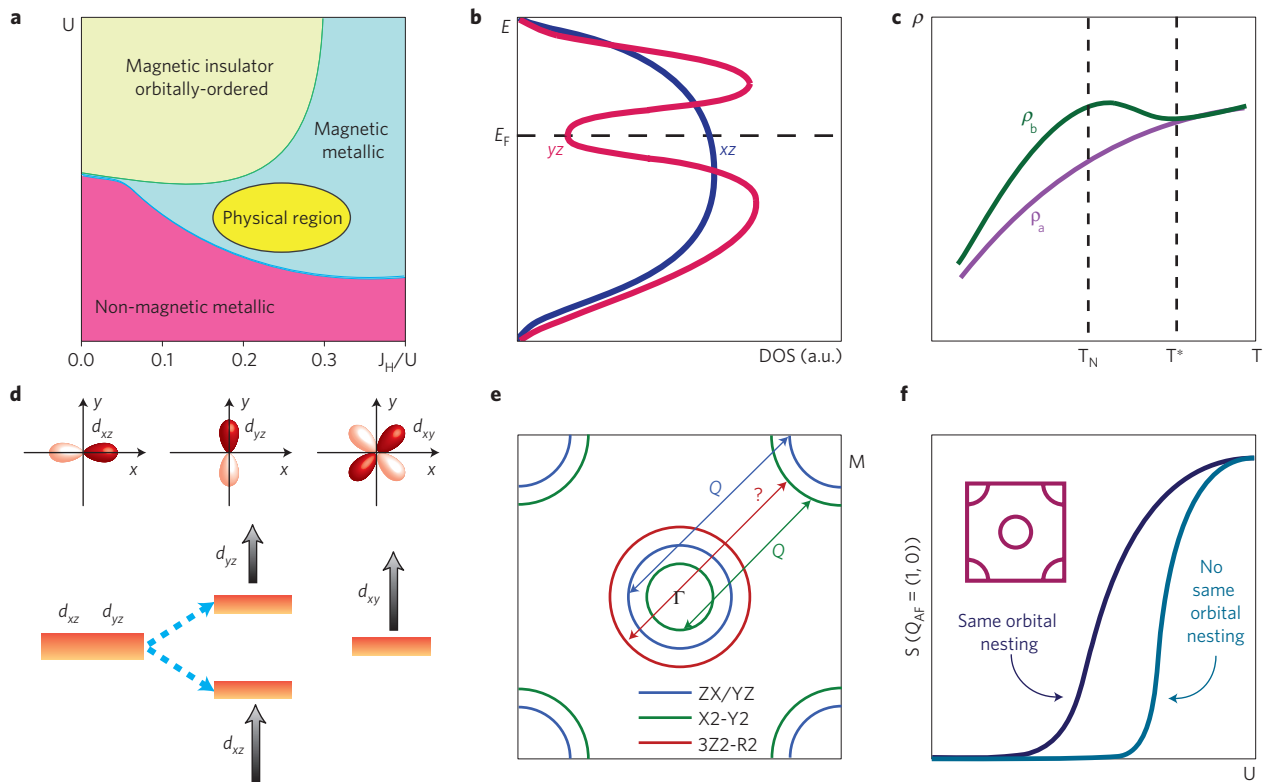 a
U
Magnetic insulator
orbitally-ordered
Magnetic
metallic
Physical region
Non-magnetic metallic
0.0
0.1
0.2
0.3
J_H/U
b
E
E_F
yz
xz
DOS (a.u.)
c
ρ
ρ_b
ρ_a
T_N
T*
T
d
y
d_xz
x
y
d_yz
x
y
d_xy
x
d_yz
d_xz d_yz
d_xy
d_xz
e
M
Q
?
Q
Γ
ZX/YZ
X2-Y2
3Z2-R2
f
S (Q_AF = (1, 0))
Same orbital
nesting
No
same
orbital
nesting
U